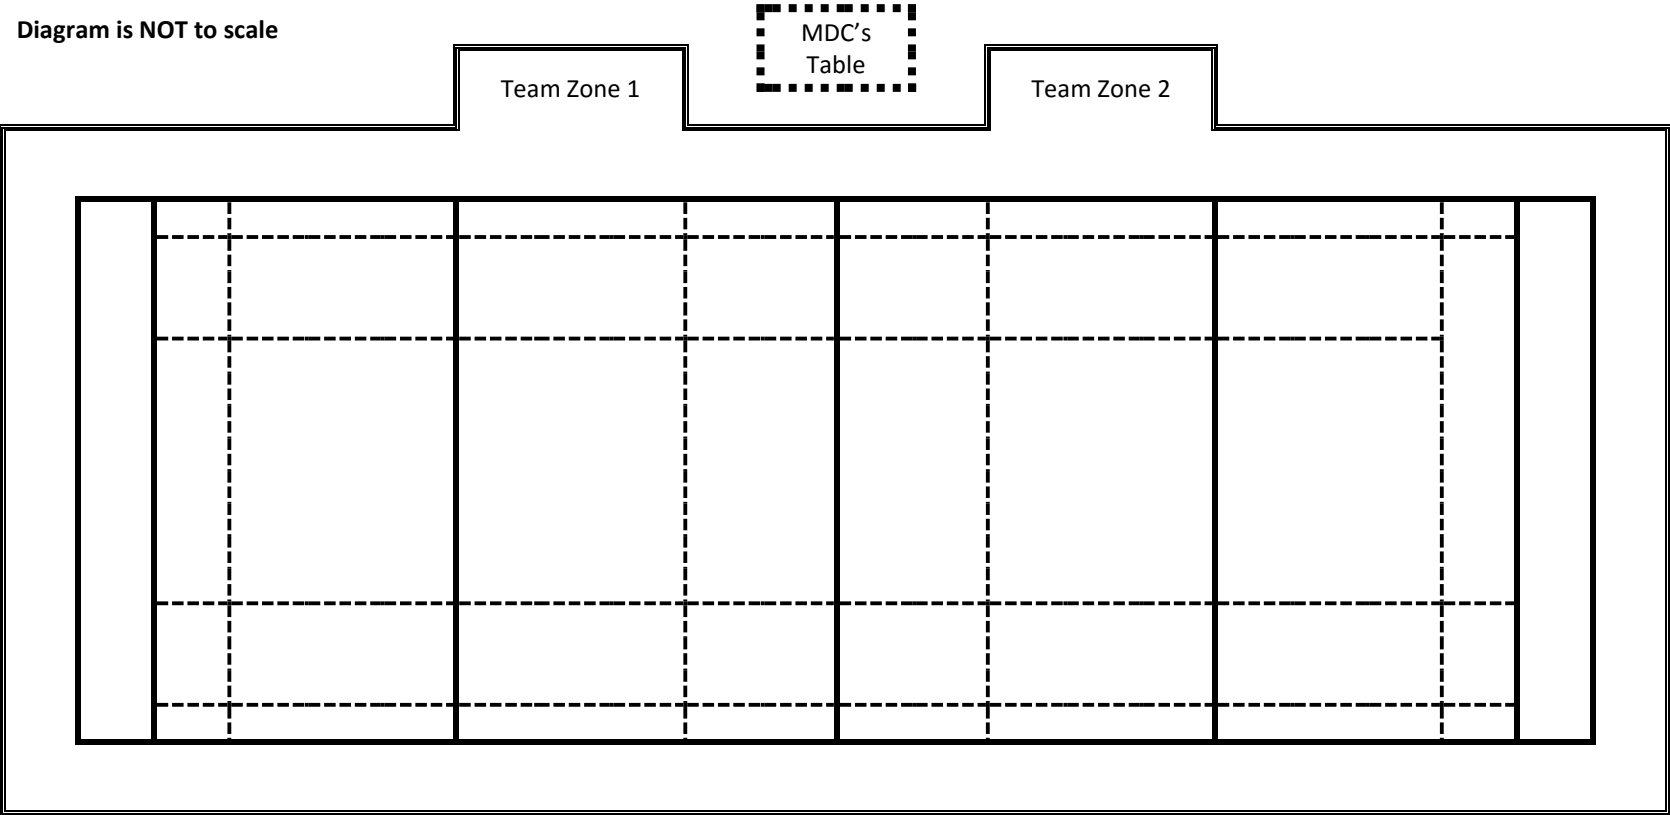 Diagram is NOT to scale
MDC’s
Table
Team Zone 1
Team Zone 2